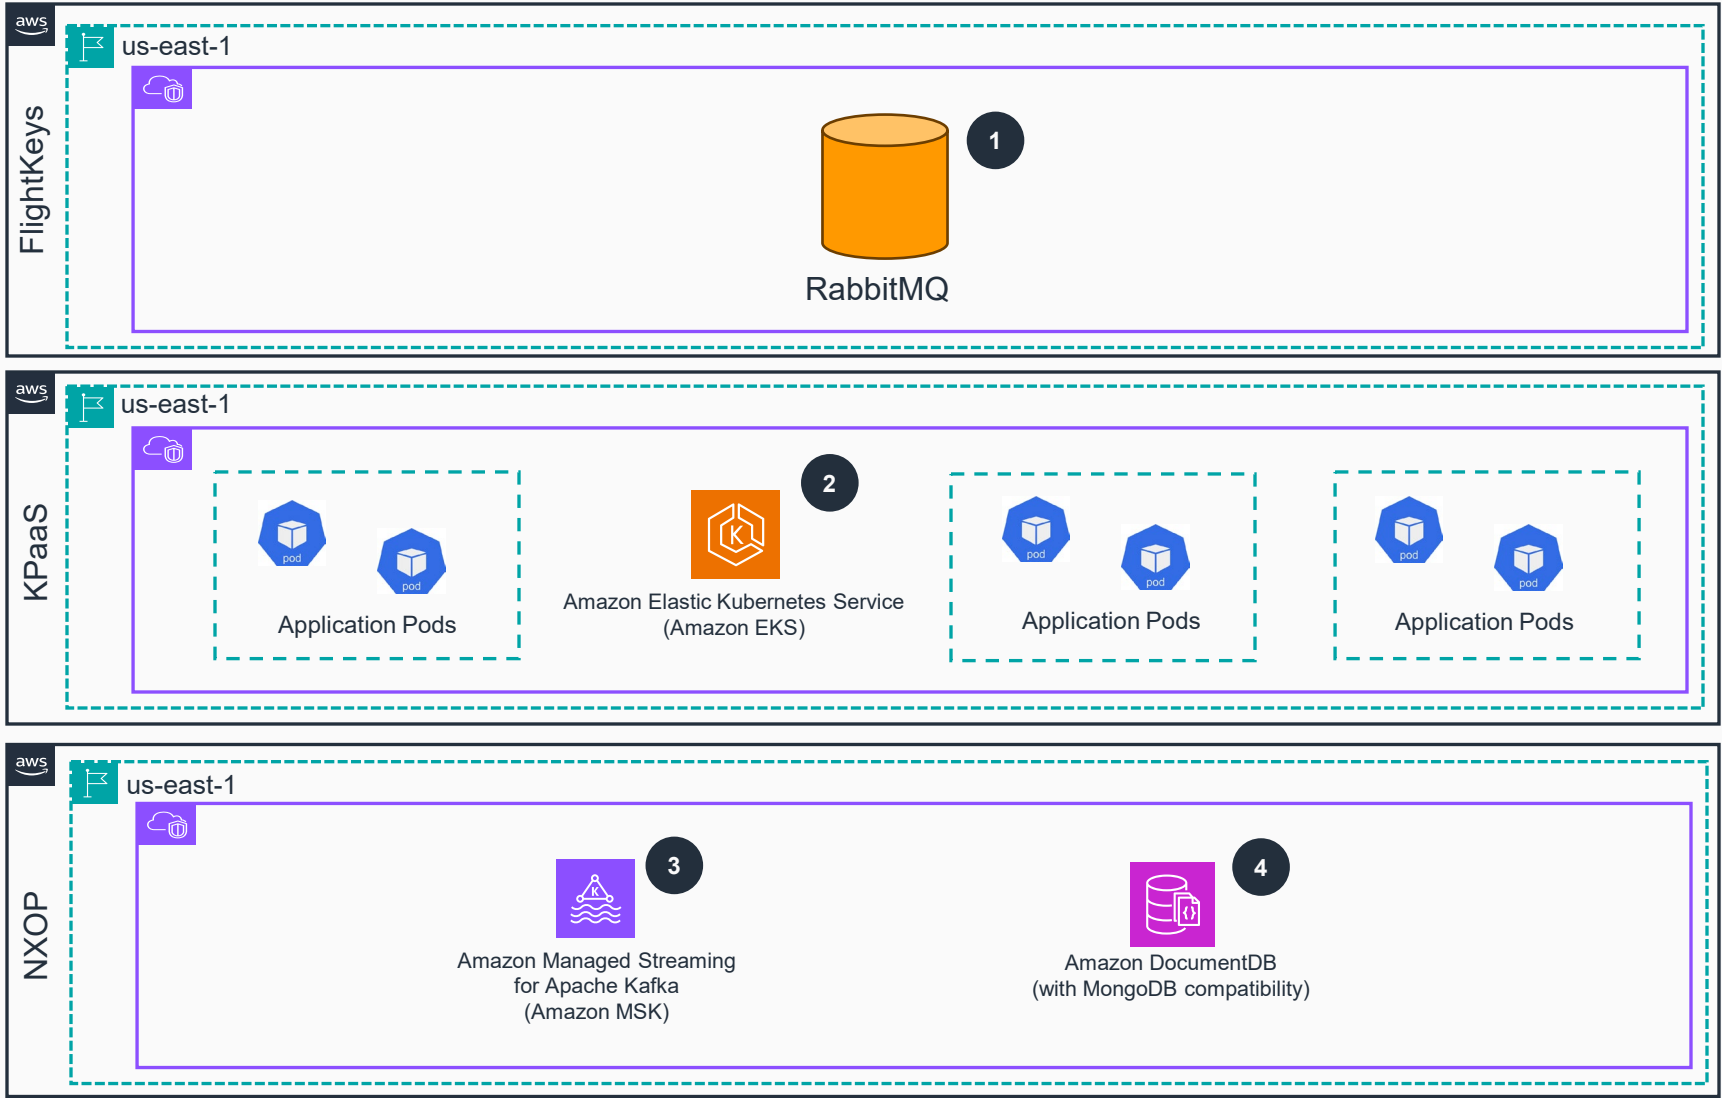 aws
us-east-1
FlightKeys
1
RabbitMQ
aws
us-east-1
KPaaS
2
pod
pod
Application Pods
K
Amazon Elastic Kubernetes Service
(Amazon EKS)
pod
pod
Application Pods
pod
pod
Application Pods
aws
us-east-1
NXOP
3
K
Amazon Managed Streaming
for Apache Kafka
(Amazon MSK)
4
{}
Amazon DocumentDB
(with MongoDB compatibility)